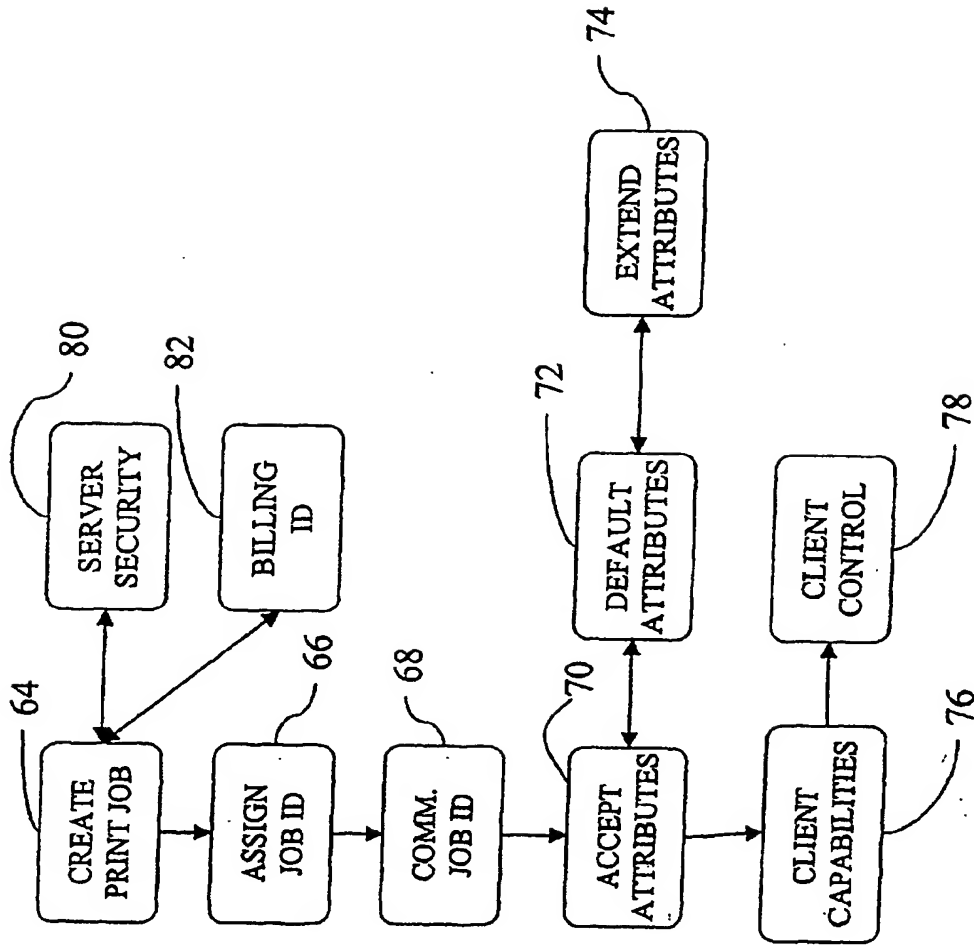 64
CREATE
PRINT JOB
80
SERVER
SECURITY
82
BILLING
ID
66
ASSIGN
JOB ID
68
COMM.
JOB ID
70
ACCEPT
ATTRIBUTES
72
DEFAULT
ATTRIBUTES
74
EXTEND
ATTRIBUTES
76
CLIENT
CAPABILITIES
78
CLIENT
CONTROL